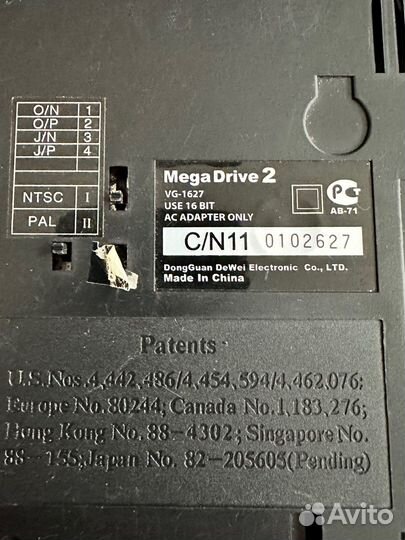 O/N 1
O/P 2
J/N 3
J/P 4
NTSC I
PAL II
MegaDrive 2
VG-1627
USE 16 BIT
AC ADAPTER ONLY
РСТ
АВ-71
C/N11 0102627
DongGuan DeWei Electronic Co., LTD.
Made In China
Patents
U.S.Nos.4,442,486/4,454,594/4,462,076;
Europe No.80244;Canada No.1,183,276;
Hong Kong No.88-4302;Singapore No.
88-155;Japan No. 82-205605(Pending)
Avito